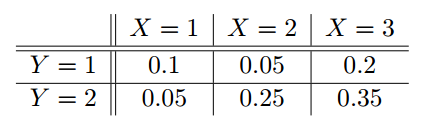 X = 1 X = 2 X = 3
Y = 1 0.1 0.05 0.2
Y = 2 0.05 0.25 0.35